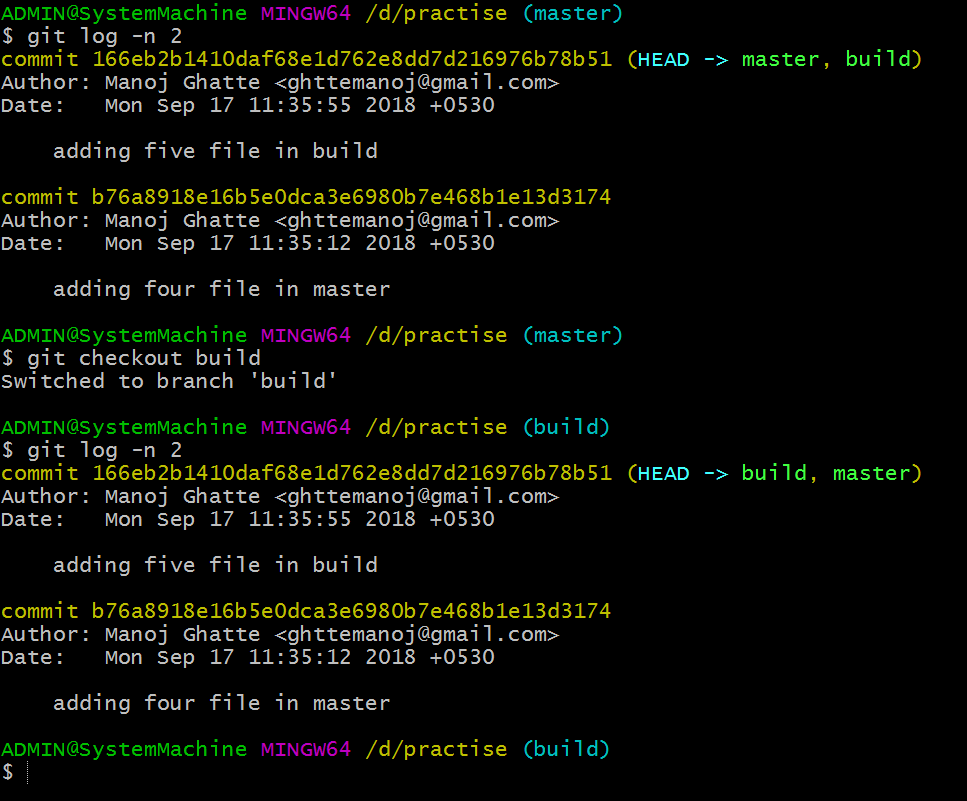 ADMIN@SystemMachine MINGW64 /d/practise (master)
$ git log -n 2
commit 166eb2b1410daf68e1d762e8dd7d216976b78b51 (HEAD -> master, build)
Author: Manoj Ghatte <ghttemanoj@gmail.com>
Date:   Mon Sep 17 11:35:55 2018 +0530
    adding five file in build
commit b76a8918e16b5e0dca3e6980b7e468b1e13d3174
Author: Manoj Ghatte <ghttemanoj@gmail.com>
Date:   Mon Sep 17 11:35:12 2018 +0530
    adding four file in master
ADMIN@SystemMachine MINGW64 /d/practise (master)
$ git checkout build
Switched to branch 'build'
ADMIN@SystemMachine MINGW64 /d/practise (build)
$ git log -n 2
commit 166eb2b1410daf68e1d762e8dd7d216976b78b51 (HEAD -> build, master)
Author: Manoj Ghatte <ghttemanoj@gmail.com>
Date:   Mon Sep 17 11:35:55 2018 +0530
    adding five file in build
commit b76a8918e16b5e0dca3e6980b7e468b1e13d3174
Author: Manoj Ghatte <ghttemanoj@gmail.com>
Date:   Mon Sep 17 11:35:12 2018 +0530
    adding four file in master
ADMIN@SystemMachine MINGW64 /d/practise (build)
$